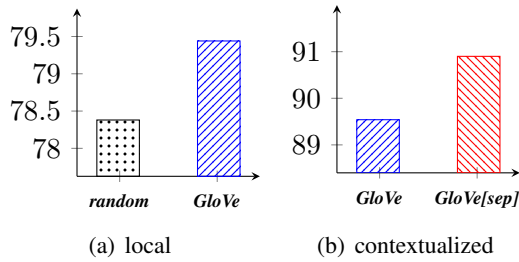 79.5
79
78.5
78
random
GloVe
(a) local
91
90
89
GloVe
GloVe[sep]
(b) contextualized